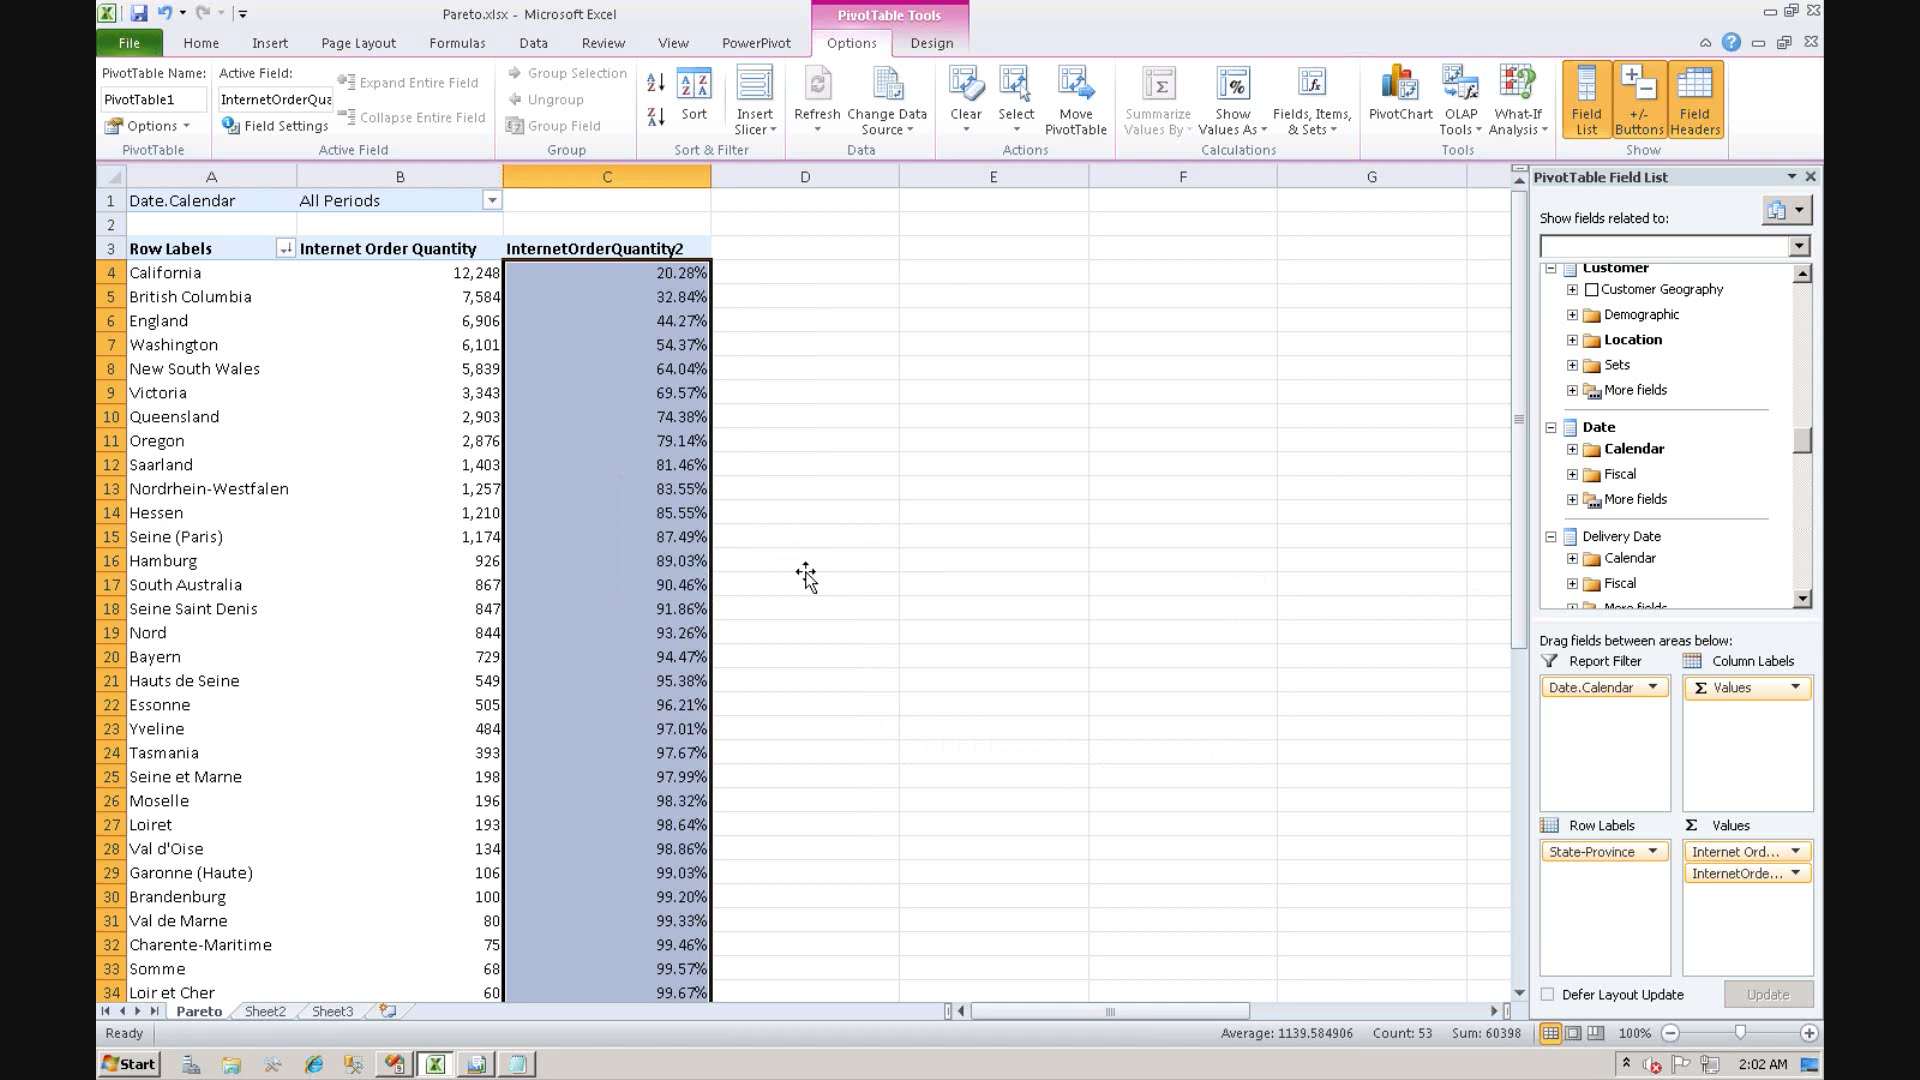 Pareto.xlsx - Microsoft Excel
PivotTable Tools
File Home Insert Page Layout Formulas Data Review View PowerPivot Options Design
PivotTable Name: Active Field:
PivotTable1 InternetOrderQua
Options Field Settings
Expand Entire Field
Collapse Entire Field
Group Selection
Ungroup
Group Field
Sort
Insert Slicer
Refresh
Change Data Source
Clear
Select
Move PivotTable
Summarize Values By
Show Values As
Fields, Items, & Sets
PivotChart
OLAP Tools
What-If Analysis
Field List
+/- Buttons
Field Headers
PivotTable Active Field Group Sort & Filter Data Actions Calculations Tools Show
A B C D E F G
1 Date.Calendar All Periods
2
3 Row Labels Internet Order Quantity InternetOrderQuantity2
4 California 12,248 20.28%
5 British Columbia 7,584 32.84%
6 England 6,906 44.27%
7 Washington 6,101 54.37%
8 New South Wales 5,839 64.04%
9 Victoria 3,343 69.57%
10 Queensland 2,903 74.38%
11 Oregon 2,876 79.14%
12 Saarland 1,403 81.46%
13 Nordrhein-Westfalen 1,257 83.55%
14 Hessen 1,210 85.55%
15 Seine (Paris) 1,174 87.49%
16 Hamburg 926 89.03%
17 South Australia 867 90.46%
18 Seine Saint Denis 847 91.86%
19 Nord 844 93.26%
20 Bayern 729 94.47%
21 Hauts de Seine 549 95.38%
22 Essonne 505 96.21%
23 Yveline 484 97.01%
24 Tasmania 393 97.67%
25 Seine et Marne 198 97.99%
26 Moselle 196 98.32%
27 Loiret 193 98.64%
28 Val d'Oise 134 98.86%
29 Garonne (Haute) 106 99.03%
30 Brandenburg 100 99.20%
31 Val de Marne 80 99.33%
32 Charente-Maritime 75 99.46%
33 Somme 68 99.57%
34 Loir et Cher 60 99.67%
PivotTable Field List
Show fields related to:
Customer
Customer Geography
Demographic
Location
Sets
More fields
Date
Calendar
Fiscal
More fields
Delivery Date
Calendar
Fiscal
More fields
Drag fields between areas below:
Report Filter Column Labels
Date.Calendar Σ Values
Row Labels Σ Values
State-Province Internet Ord...
InternetOrde...
Defer Layout Update Update
Pareto Sheet2 Sheet3
Ready Average: 1139.584906 Count: 53 Sum: 60398 100%
Start 2:02 AM